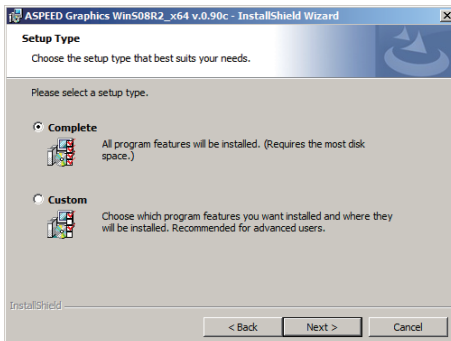 ASPEED Graphics WinS08R2_x64 v.0.90c - InstallShield Wizard
Setup Type
Choose the setup type that best suits your needs.
Please select a setup type.
Complete
All program features will be installed. (Requires the most disk
space.)
Custom
Choose which program features you want installed and where they
will be installed. Recommended for advanced users.
InstallShield
< Back Next > Cancel